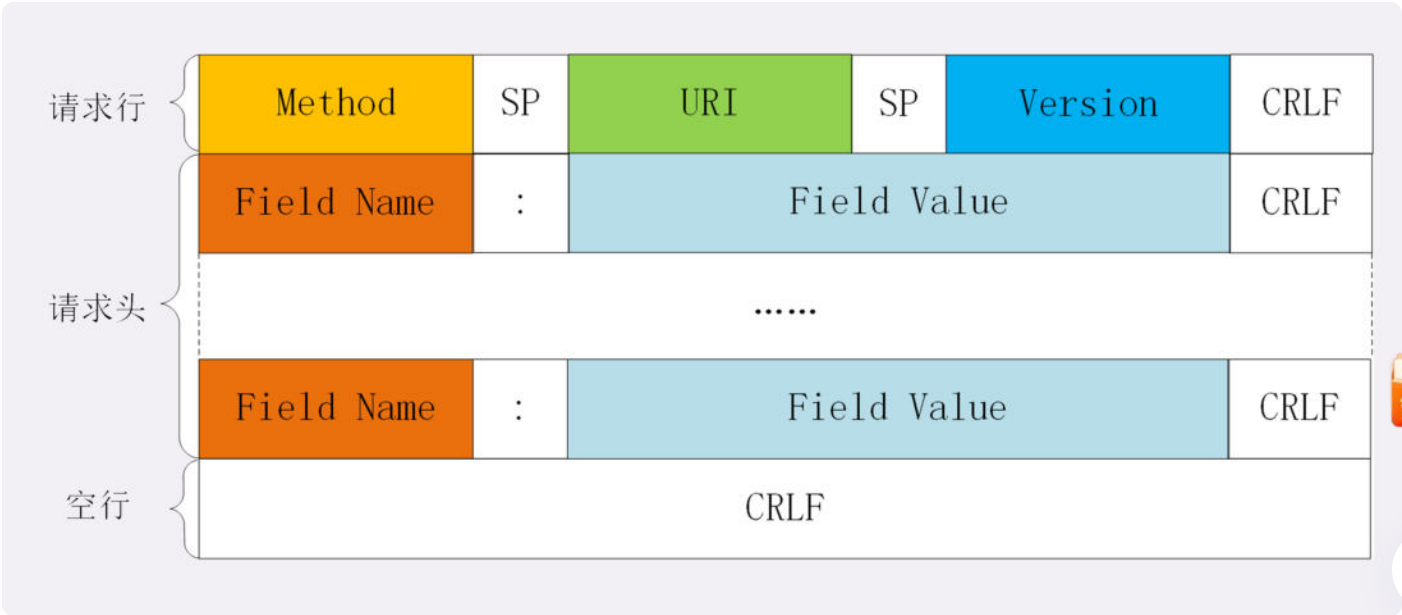 请求行 Method SP URI SP Version CRLF
Field Name : Field Value CRLF
请求头 ……
Field Name : Field Value CRLF
空行 CRLF